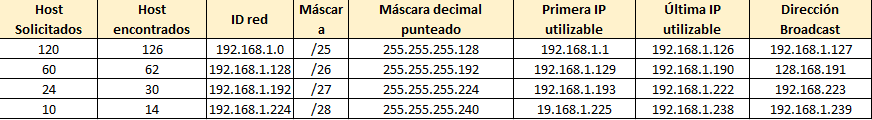 Host Solicitados | Host encontrados | ID red | Máscara | Máscara decimal punteado | Primera IP utilizable | Última IP utilizable | Dirección Broadcast
120 | 126 | 192.168.1.0 | /25 | 255.255.255.128 | 192.168.1.1 | 192.168.1.126 | 192.168.1.127
60 | 62 | 192.168.1.128 | /26 | 255.255.255.192 | 192.168.1.129 | 192.168.1.190 | 128.168.191
24 | 30 | 192.168.1.192 | /27 | 255.255.255.224 | 192.168.1.193 | 192.168.1.222 | 192.168.223
10 | 14 | 192.168.1.224 | /28 | 255.255.255.240 | 19.168.1.225 | 192.168.1.238 | 192.168.1.239